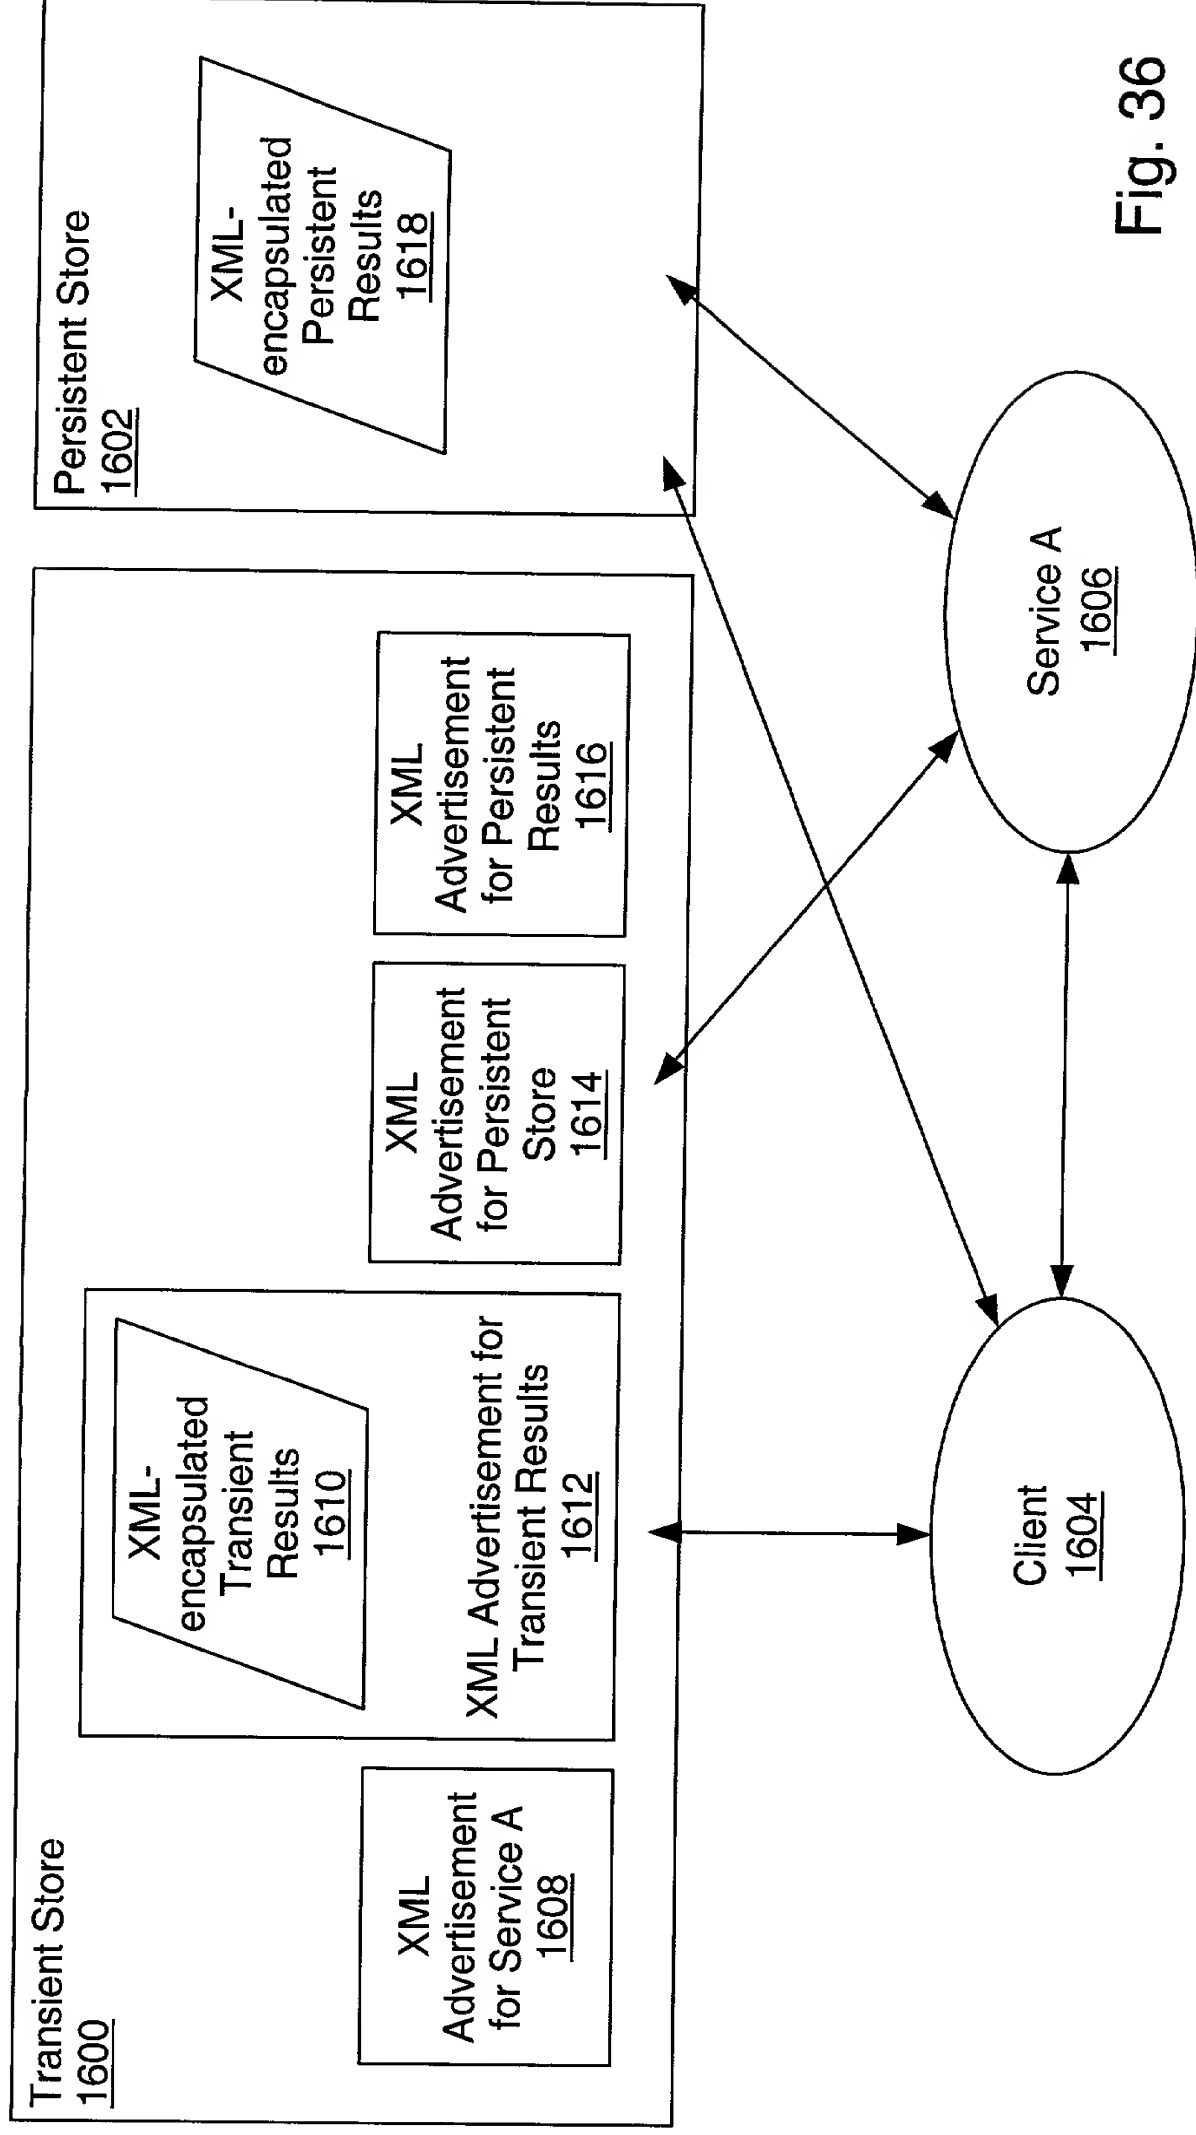 Transient Store
1600
XML
Advertisement
for Service A
1608
XML-
encapsulated
Transient
Results
1610
XML Advertisement for
Transient Results
1612
XML
Advertisement
for Persistent
Store
1614
XML
Advertisement
for Persistent
Results
1616
Persistent Store
1602
XML-
encapsulated
Persistent
Results
1618
Client
1604
Service A
1606
Fig. 36